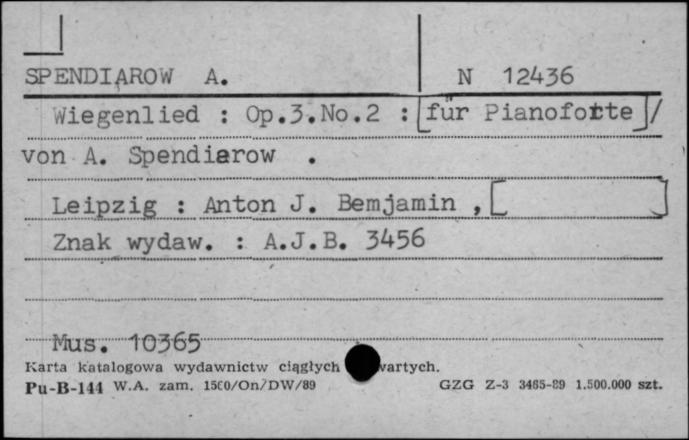 SPENDIAROW A. N 12436
Wiegenlied : Op.3.No.2 : [für Pianoforte]/
von A. Spendiarow .
Leipzig : Anton J. Bemjamin , [ ]
Znak wydaw. : A.J.B. 3456
Mus. 10365
Karta katalogowa wydawnictw ciągłych wartych.
Pu-B-144 W.A. zam. 1500/On/DW/89 GZG Z-3 3465-89 1.500.000 szt.